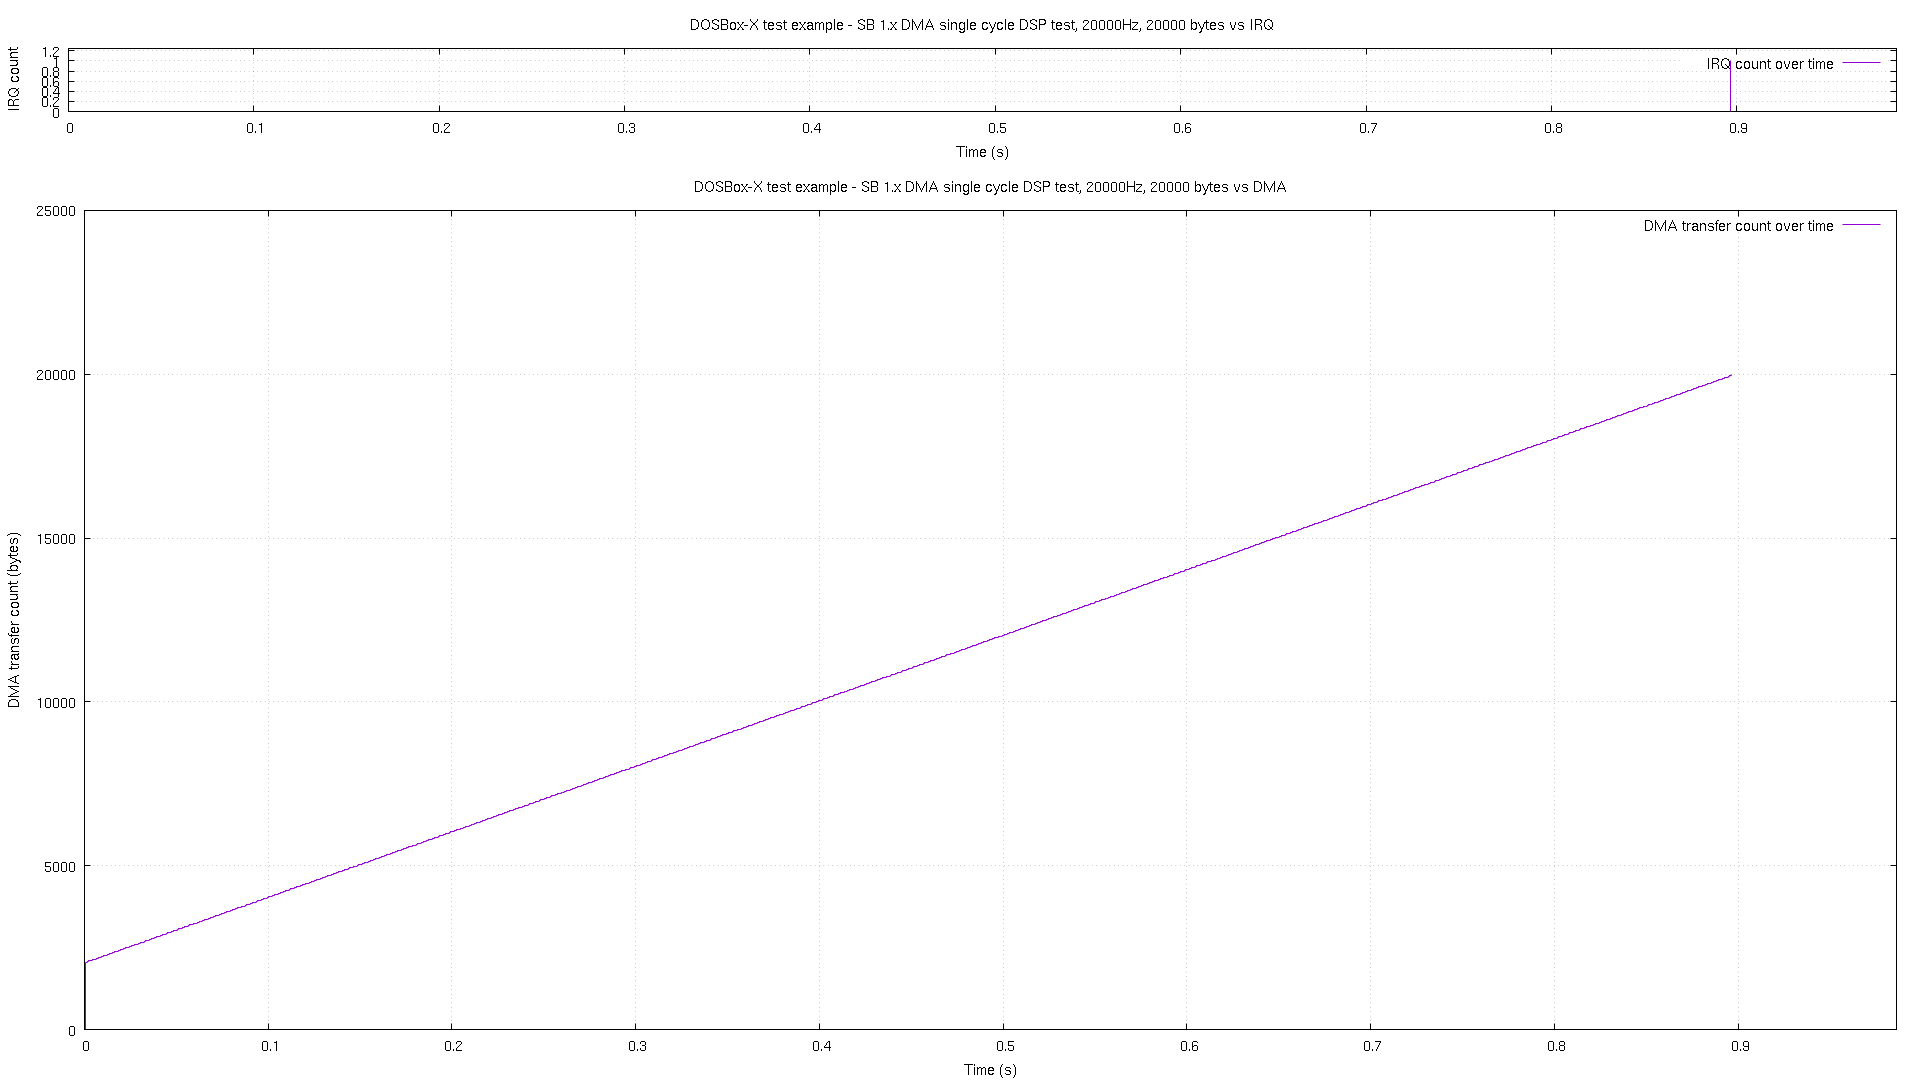 DOSBox-X test example - SB 1.x DMA single cycle DSP test, 20000Hz, 20000 bytes vs IRQ
IRQ count
1.2
1
0.8
0.6
0.4
0.2
0
IRQ count over time
0 0.1 0.2 0.3 0.4 0.5 0.6 0.7 0.8 0.9
Time (s)
DOSBox-X test example - SB 1.x DMA single cycle DSP test, 20000Hz, 20000 bytes vs DMA
DMA transfer count (bytes)
25000
DMA transfer count over time
20000
15000
10000
5000
0
0 0.1 0.2 0.3 0.4 0.5 0.6 0.7 0.8 0.9
Time (s)